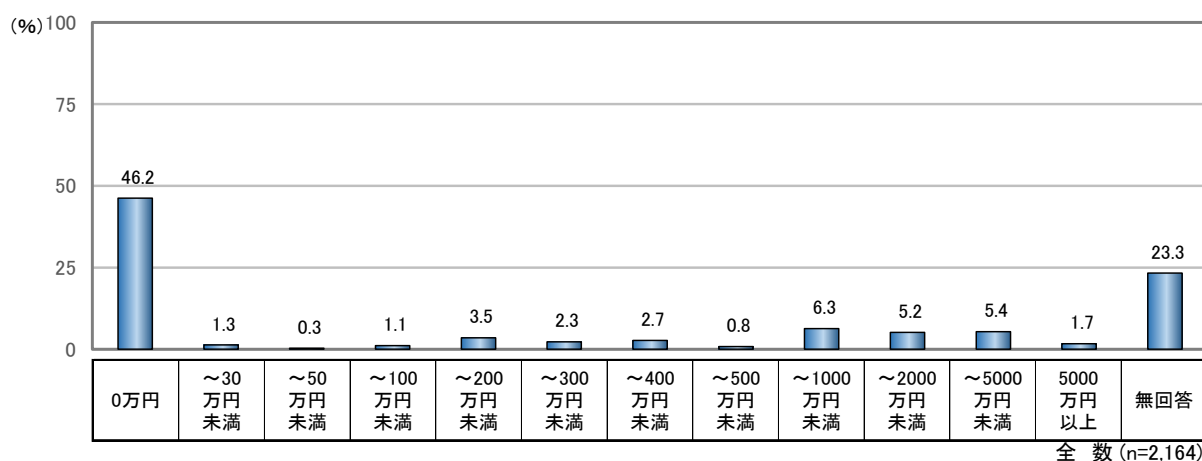 (%)
100
75
50
25
0
46.2
1.3
0.3
1.1
3.5
2.3
2.7
0.8
6.3
5.2
5.4
1.7
23.3
0万円
～30
万円
未満
～50
万円
未満
～100
万円
未満
～200
万円
未満
～300
万円
未満
～400
万円
未満
～500
万円
未満
～1000
万円
未満
～2000
万円
未満
～5000
万円
未満
5000
万円
以上
無回答
全 数 (n=2,164)